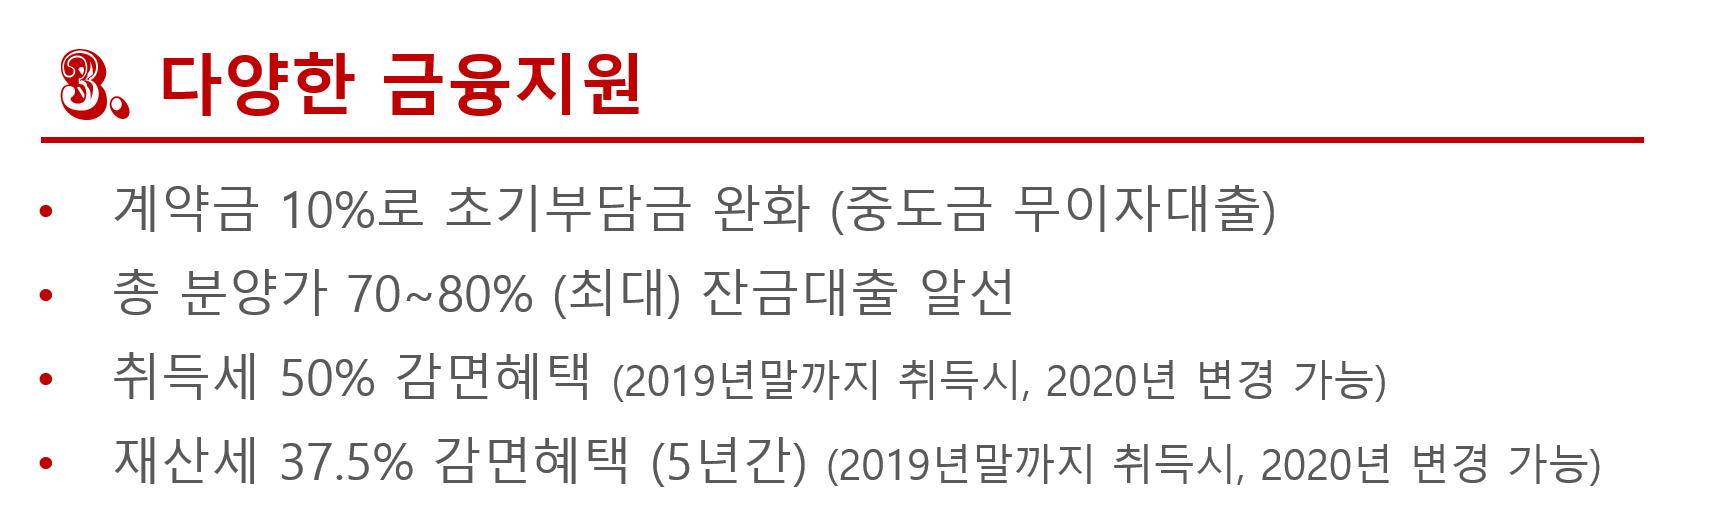 3. 다양한 금융지원
• 계약금 10%로 초기부담금 완화 (중도금 무이자대출)
• 총 분양가 70~80% (최대) 잔금대출 알선
• 취득세 50% 감면혜택 (2019년말까지 취득시, 2020년 변경 가능)
• 재산세 37.5% 감면혜택 (5년간) (2019년말까지 취득시, 2020년 변경 가능)